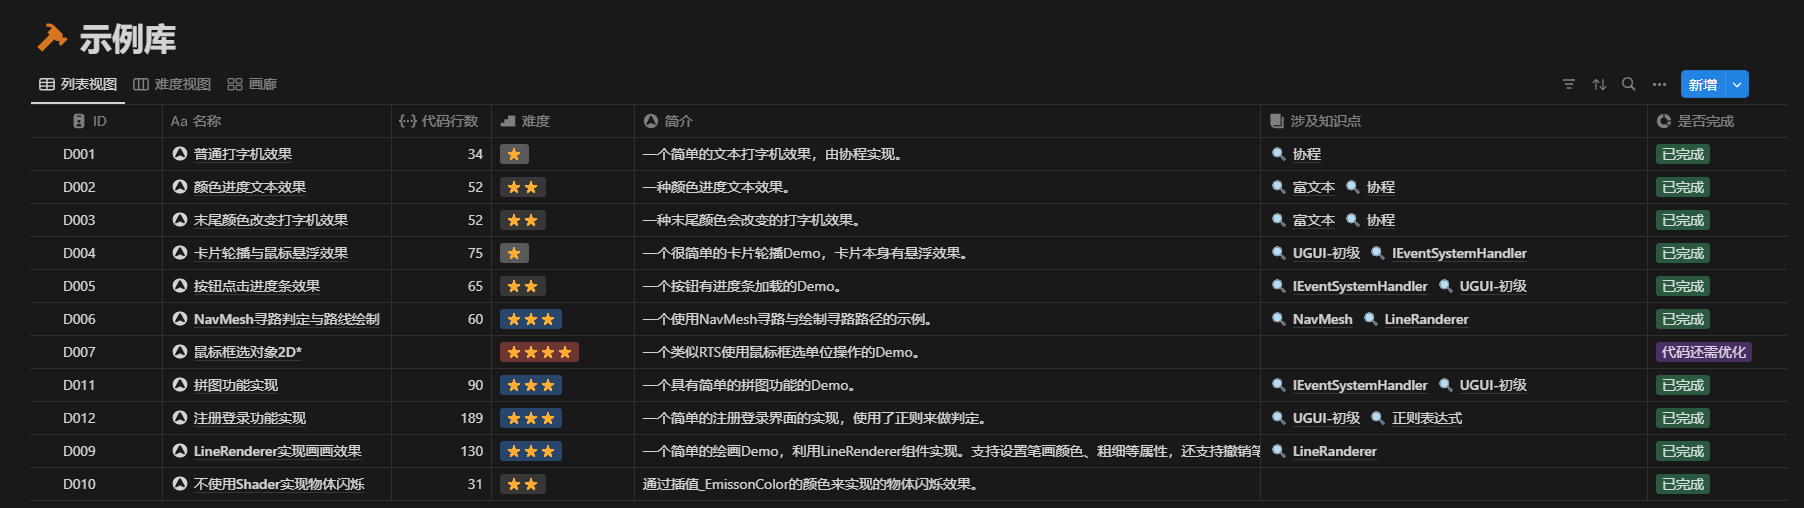 示例库
列表视图 难度视图 画廊 新增
ID Aa 名称 代码行数 难度 简介 涉及知识点 是否完成
D001 普通打字机效果 34 一个简单的文本打字机效果，由协程实现。 协程 已完成
D002 颜色进度文本效果 52 一种颜色进度文本效果。 富文本 协程 已完成
D003 末尾颜色改变打字机效果 52 一种末尾颜色会改变的打字机效果。 富文本 协程 已完成
D004 卡片轮播与鼠标悬浮效果 75 一个很简单的卡片轮播Demo，卡片本身有悬浮效果。 UGUI-初级 IEventSystemHandler 已完成
D005 按钮点击进度条效果 65 一个按钮有进度条加载的Demo。 IEventSystemHandler UGUI-初级 已完成
D006 NavMesh寻路判定与路线绘制 60 一个使用NavMesh寻路与绘制寻路路径的示例。 NavMesh LineRanderer 已完成
D007 鼠标框选对象2D* 一个类似RTS使用鼠标框选单位操作的Demo。 代码还需优化
D011 拼图功能实现 90 一个具有简单的拼图功能的Demo。 IEventSystemHandler UGUI-初级 已完成
D012 注册登录功能实现 189 一个简单的注册登录界面的实现，使用了正则来做判定。 UGUI-初级 正则表达式 已完成
D009 LineRenderer实现画画效果 130 一个简单的绘画Demo，利用LineRenderer组件实现。支持设置笔画颜色、粗细等属性，还支持撤销笔 LineRanderer 已完成
D010 不使用Shader实现物体闪烁 31 通过插值_EmissonColor的颜色来实现的物体闪烁效果。 已完成